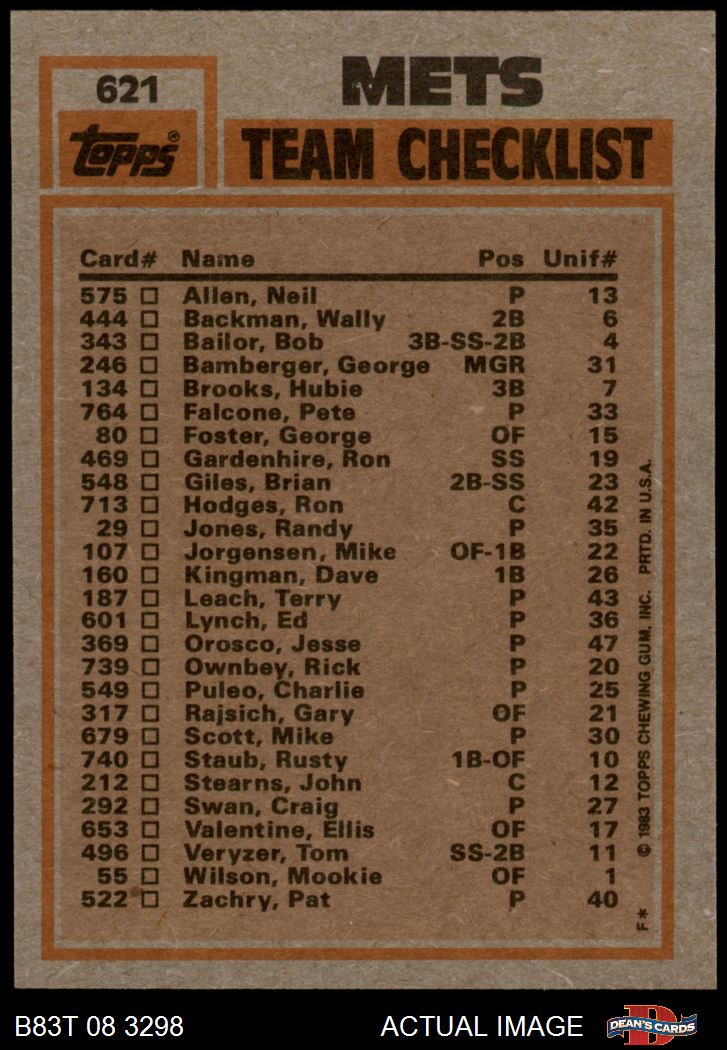 621
METS
Topps
TEAM CHECKLIST
Card# Name Pos Unif#
575 Allen, Neil P 13
444 Backman, Wally 2B 6
343 Bailor, Bob 3B-SS-2B 4
246 Bamberger, George MGR 31
134 Brooks, Hubie 3B 7
764 Falcone, Pete P 33
80 Foster, George OF 15
469 Gardenhire, Ron SS 19
548 Giles, Brian 2B-SS 23
713 Hodges, Ron C 42
29 Jones, Randy P 35
107 Jorgensen, Mike OF-1B 22
160 Kingman, Dave 1B 26
187 Leach, Terry P 43
601 Lynch, Ed P 36
369 Orosco, Jesse P 47
739 Ownbey, Rick P 20
549 Puleo, Charlie P 25
317 Rajsich, Gary OF 21
679 Scott, Mike P 30
740 Staub, Rusty 1B-OF 10
212 Stearns, John C 12
292 Swan, Craig P 27
653 Valentine, Ellis OF 17
496 Veryzer, Tom SS-2B 11
55 Wilson, Mookie OF 1
522 Zachry, Pat P 40
F* © 1983 TOPPS CHEWING GUM, INC. PRTD. IN U.S.A.
B83T 08 3298 ACTUAL IMAGE
D
DEAN'S CARDS